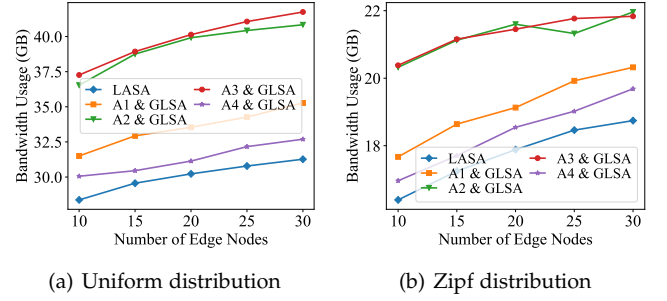 Bandwidth Usage (GB)
40.0
37.5
35.0
32.5
30.0
LASA
A1 & GLSA
A2 & GLSA
A3 & GLSA
A4 & GLSA
10 15 20 25 30
Number of Edge Nodes
(a) Uniform distribution
Bandwidth Usage (GB)
22
20
18
LASA
A1 & GLSA
A2 & GLSA
A3 & GLSA
A4 & GLSA
10 15 20 25 30
Number of Edge Nodes
(b) Zipf distribution